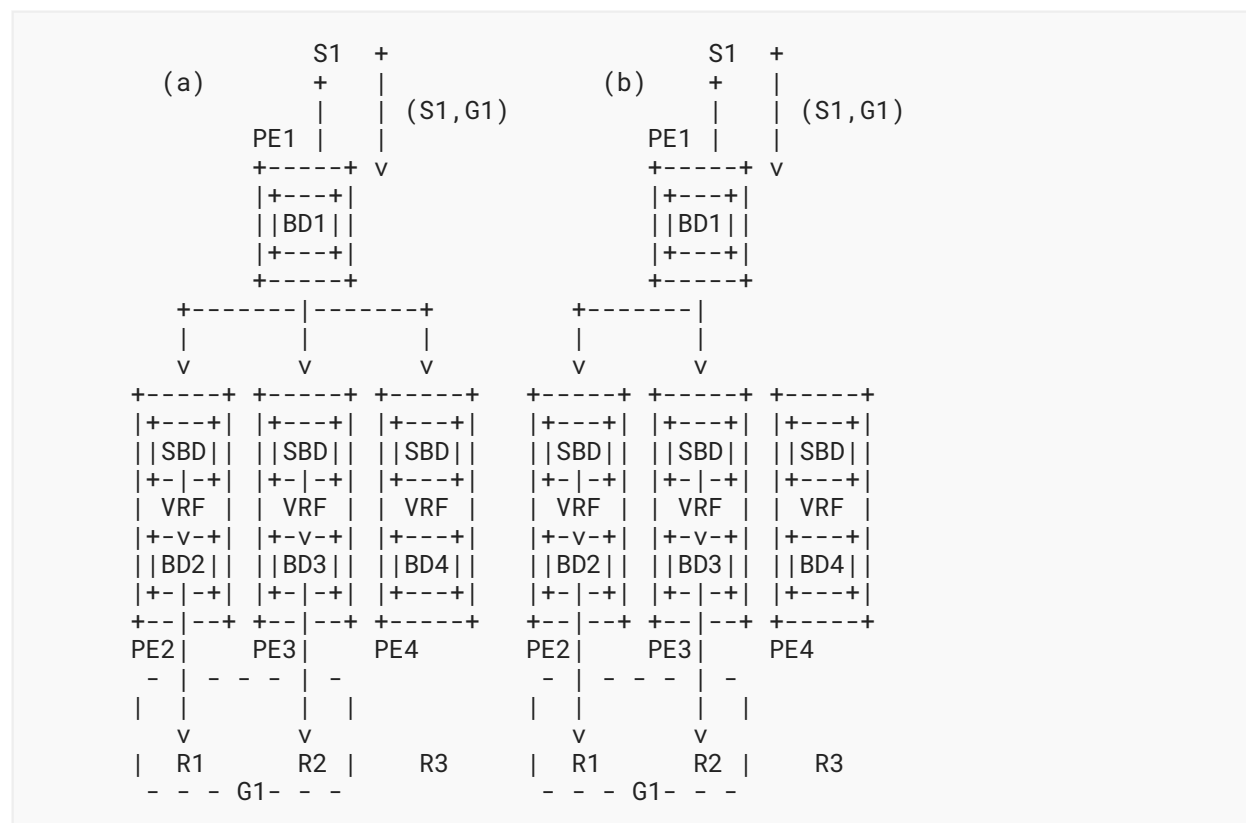 S1   +                       S1   +
   (a)          +    |             (b)       +    |
                |    | (S1,G1)               |    | (S1,G1)
            PE1 |    |                   PE1 |    |
            +-----+  v                   +-----+  v
            |+---+|                      |+---+|
            ||BD1||                      ||BD1||
            |+---+|                      |+---+|
            +-----+                      +-----+
       +-------|-------+            +-------|
       |       |       |            |       |
       v       v       v            v       v
    +-----+ +-----+ +-----+      +-----+ +-----+ +-----+
    |+---+| |+---+| |+---+|      |+---+| |+---+| |+---+|
    ||SBD|| ||SBD|| ||SBD||      ||SBD|| ||SBD|| ||SBD||
    |+-|-+| |+-|-+| |+---+|      |+-|-+| |+-|-+| |+---+|
    | VRF | | VRF | | VRF |      | VRF | | VRF | | VRF |
    |+-v-+| |+-v-+| |+---+|      |+-v-+| |+-v-+| |+---+|
    ||BD2|| ||BD3|| ||BD4||      ||BD2|| ||BD3|| ||BD4||
    |+-|-+| |+-|-+| |+---+|      |+-|-+| |+-|-+| |+---+|
    +--|--+ +--|--+ +-----+      +--|--+ +--|--+ +-----+
    PE2|    PE3|    PE4          PE2|    PE3|    PE4
     - | - - - | -                - | - - - | -
    |  |       |  |              |  |       |  |
       v       v                    v       v
    |  R1      R2 |    R3        |  R1      R2 |    R3
     - - - G1- - -                - - - G1- - -